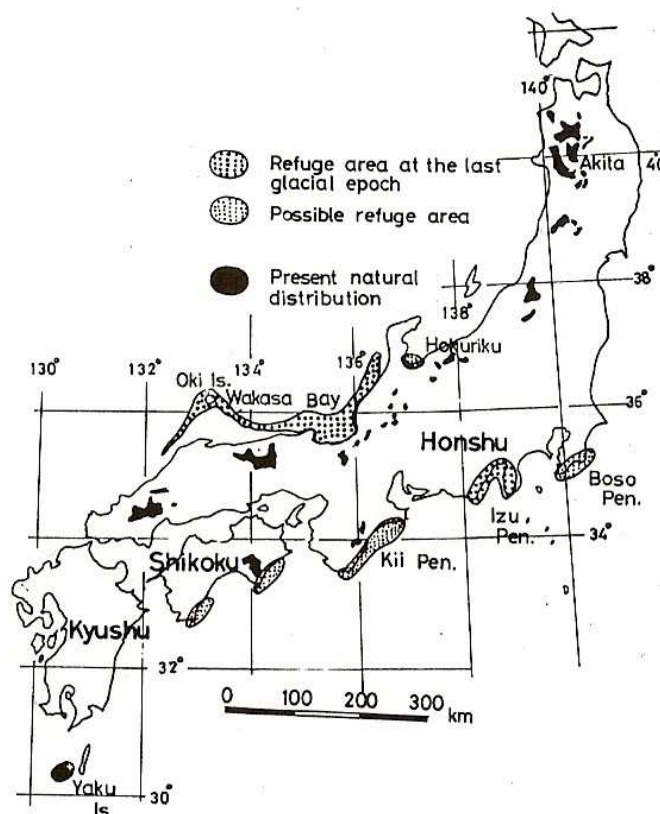 140°
Refuge area at the last
glacial epoch
Possible refuge area
Present natural
distribution
Akita
40
38°
138°
Hokuriku
130°
132°
134°
136°
Oki Is.
Wakasa Bay
36°
Honshu
Boso
Pen.
Izu
Pen.
34°
Kii Pen.
Shikoku
Kyushu
32°
0 100 200 300
km
Yaku
Is.
30°